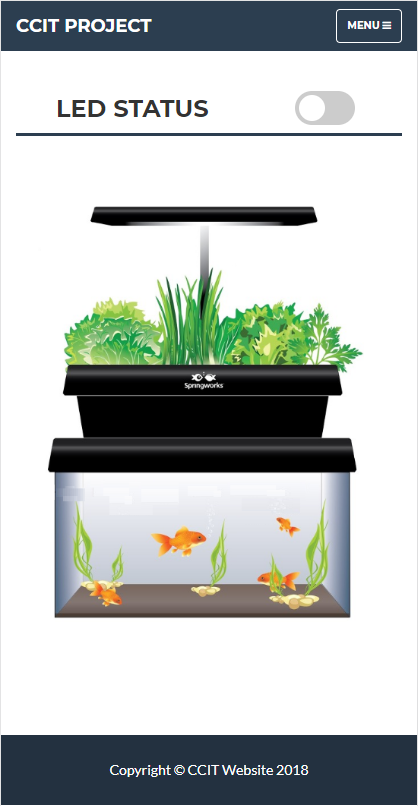 CCIT PROJECT
MENU
LED STATUS
Springworks
Copyright © CCIT Website 2018